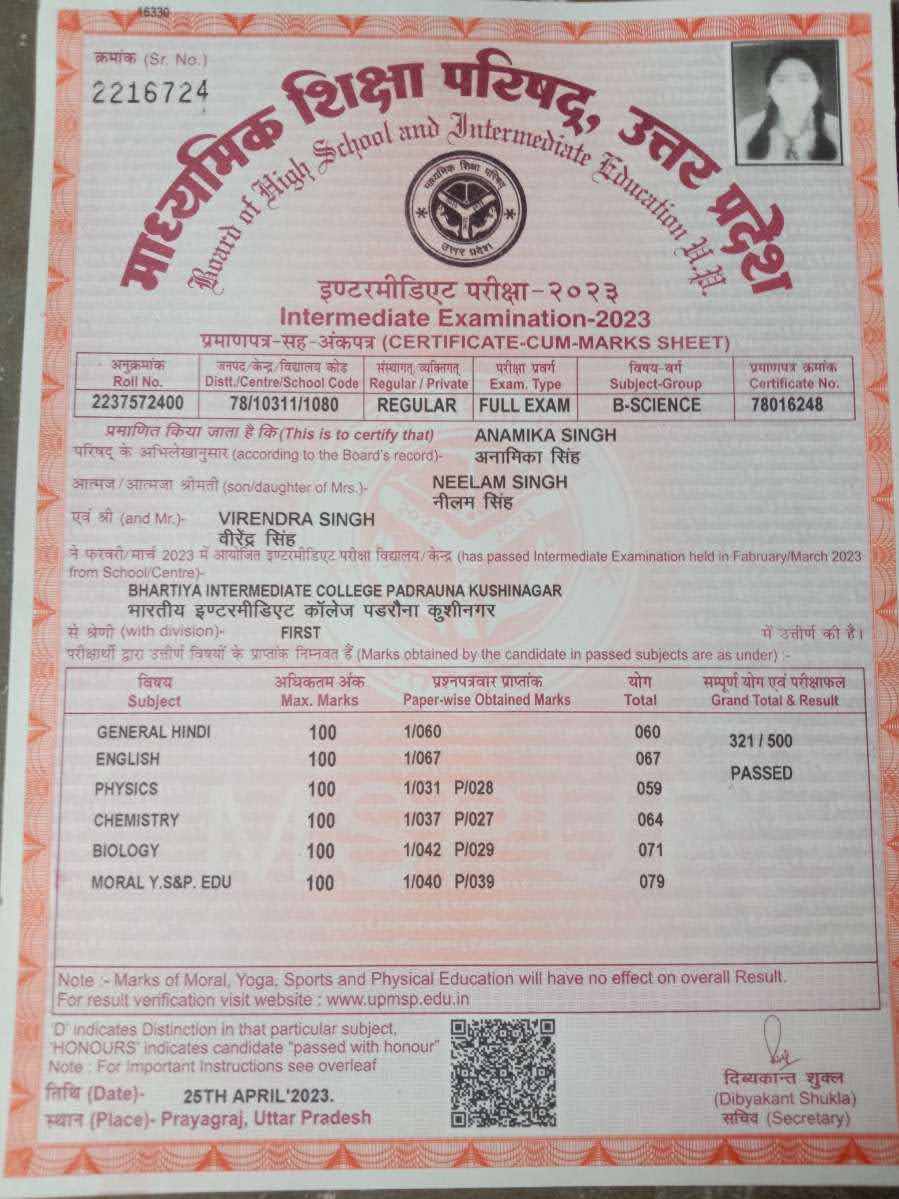 16330
क्रमांक (Sr. No.)
2216724
माध्यमिक शिक्षा परिषद्, उत्तर प्रदेश
Board of High School and Intermediate Education U.P.
माध्यमिक शिक्षा परिषद्
उत्तर प्रदेश
इण्टरमीडिएट परीक्षा-२०२३
Intermediate Examination-2023
प्रमाणपत्र-सह-अंकपत्र (CERTIFICATE-CUM-MARKS SHEET)
अनुक्रमांक जनपद/केन्द्र/विद्यालय कोड संस्थागत/व्यक्तिगत परीक्षा प्रवर्ग विषय-वर्ग प्रमाणपत्र क्रमांक
Roll No. Distt./Centre/School Code Regular / Private Exam. Type Subject-Group Certificate No.
2237572400 78/10311/1080 REGULAR FULL EXAM B-SCIENCE 78016248
प्रमाणित किया जाता है कि (This is to certify that) ANAMIKA SINGH
परिषद् के अभिलेखानुसार (according to the Board's record)- अनामिका सिंह
आत्मज/आत्मजा श्रीमती (son/daughter of Mrs.)- NEELAM SINGH
नीलम सिंह
एवं श्री (and Mr.)- VIRENDRA SINGH
वीरेंद्र सिंह
ने फरवरी/मार्च 2023 में आयोजित इण्टरमीडिएट परीक्षा विद्यालय/केन्द्र (has passed Intermediate Examination held in Fabruary/March 2023
from School/Centre)-
BHARTIYA INTERMEDIATE COLLEGE PADRAUNA KUSHINAGAR
भारतीय इण्टरमीडिएट कॉलेज पडरौना कुशीनगर
से श्रेणी (with division)- FIRST में उत्तीर्ण की है।
परीक्षार्थी द्वारा उत्तीर्ण विषयों के प्राप्तांक निम्नवत हैं (Marks obtained by the candidate in passed subjects are as under) :-
विषय अधिकतम अंक प्रश्नपत्रवार प्राप्तांक योग सम्पूर्ण योग एवं परीक्षाफल
Subject Max. Marks Paper-wise Obtained Marks Total Grand Total & Result
GENERAL HINDI 100 1/060 060
321 / 500
ENGLISH 100 1/067 067
PASSED
PHYSICS 100 1/031 P/028 059
CHEMISTRY 100 1/037 P/027 064
BIOLOGY 100 1/042 P/029 071
MORAL Y.S&P. EDU 100 1/040 P/039 079
Note :- Marks of Moral, Yoga, Sports and Physical Education will have no effect on overall Result.
For result verification visit website : www.upmsp.edu.in
'D' indicates Distinction in that particular subject,
'HONOURS' indicates candidate "passed with honour"
Note : For Important Instructions see overleaf
तिथि (Date)- 25TH APRIL'2023.
स्थान (Place)- Prayagraj, Uttar Pradesh
दिब्यकान्त शुक्ल
(Dibyakant Shukla)
सचिव (Secretary)